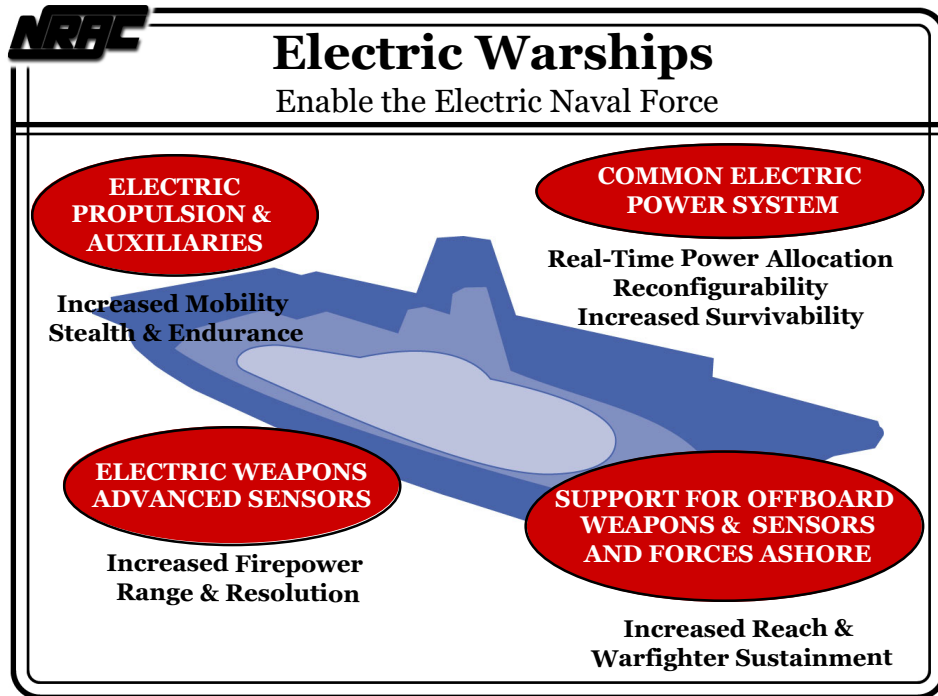 NRAC
Electric Warships
Enable the Electric Naval Force
ELECTRIC
PROPULSION &
AUXILIARIES
Increased Mobility
Stealth & Endurance
COMMON ELECTRIC
POWER SYSTEM
Real-Time Power Allocation
Reconfigurability
Increased Survivability
ELECTRIC WEAPONS
ADVANCED SENSORS
Increased Firepower
Range & Resolution
SUPPORT FOR OFFBOARD
WEAPONS & SENSORS
AND FORCES ASHORE
Increased Reach &
Warfighter Sustainment